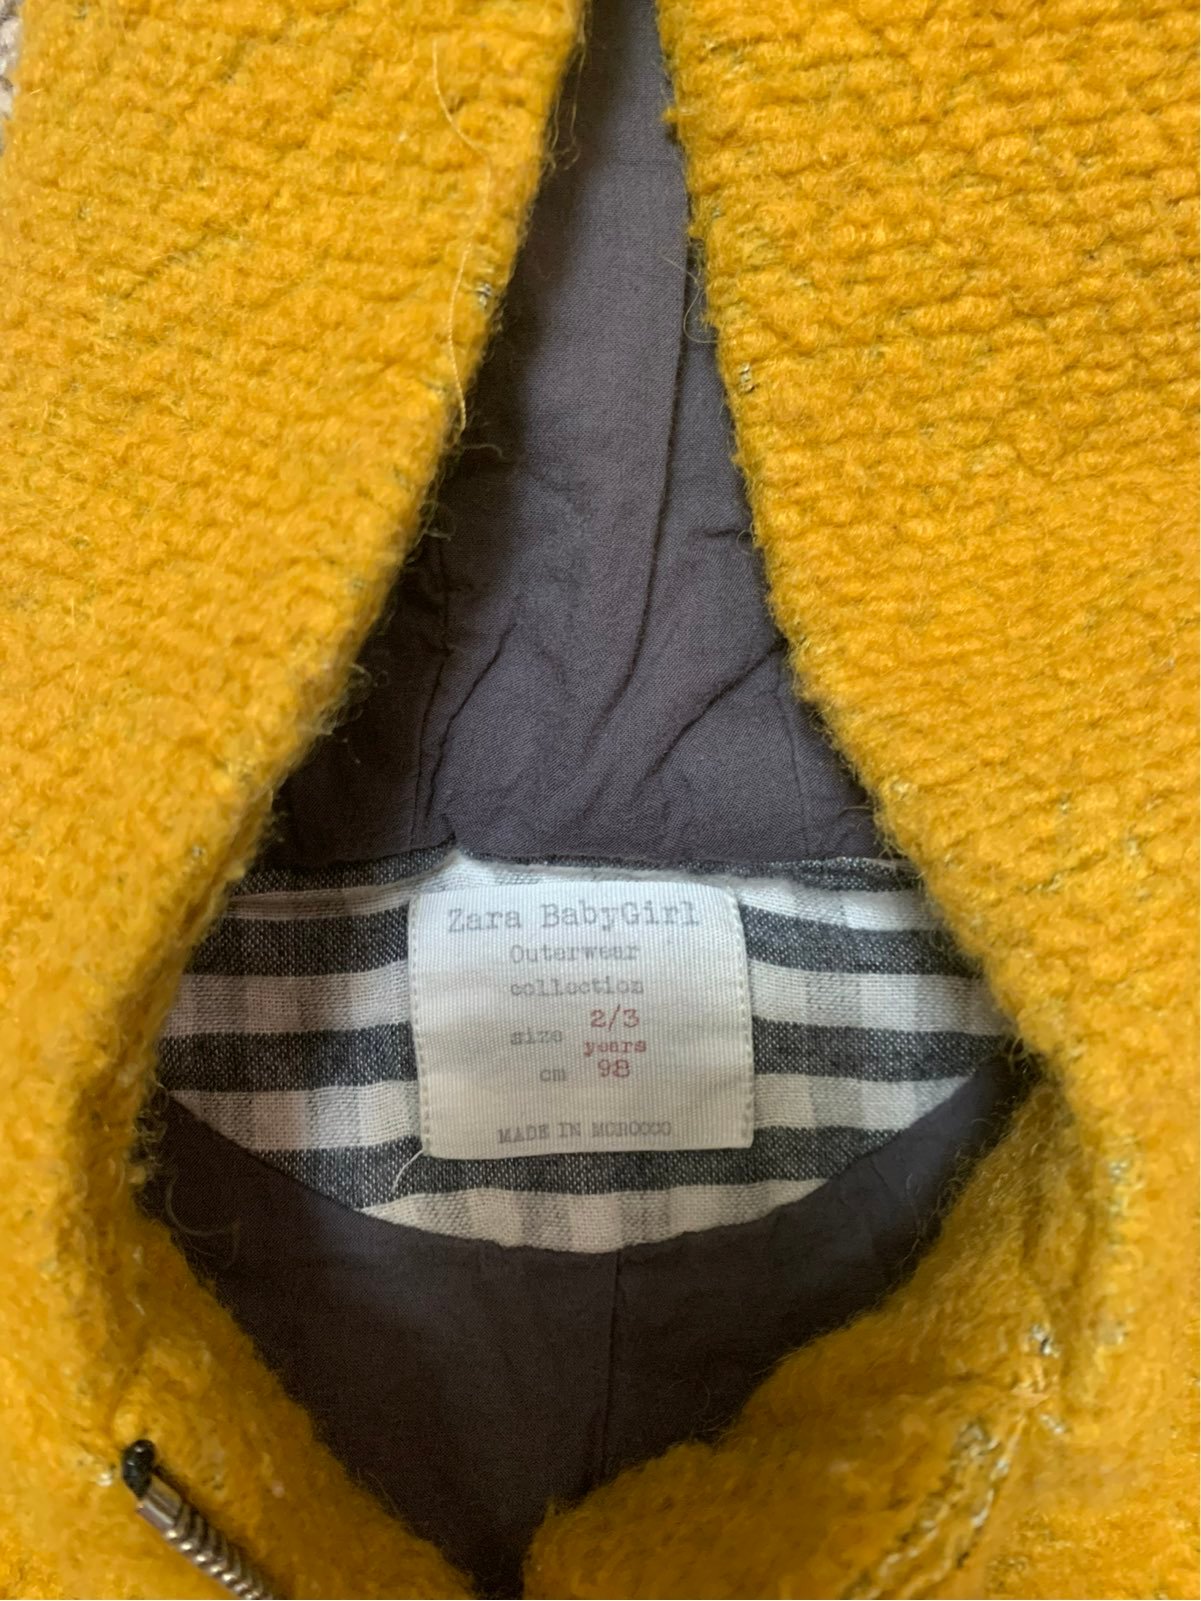 Zara BabyGirl
Outerwear
collection
size 2/3
years
cm 98
MADE IN MOROCCO